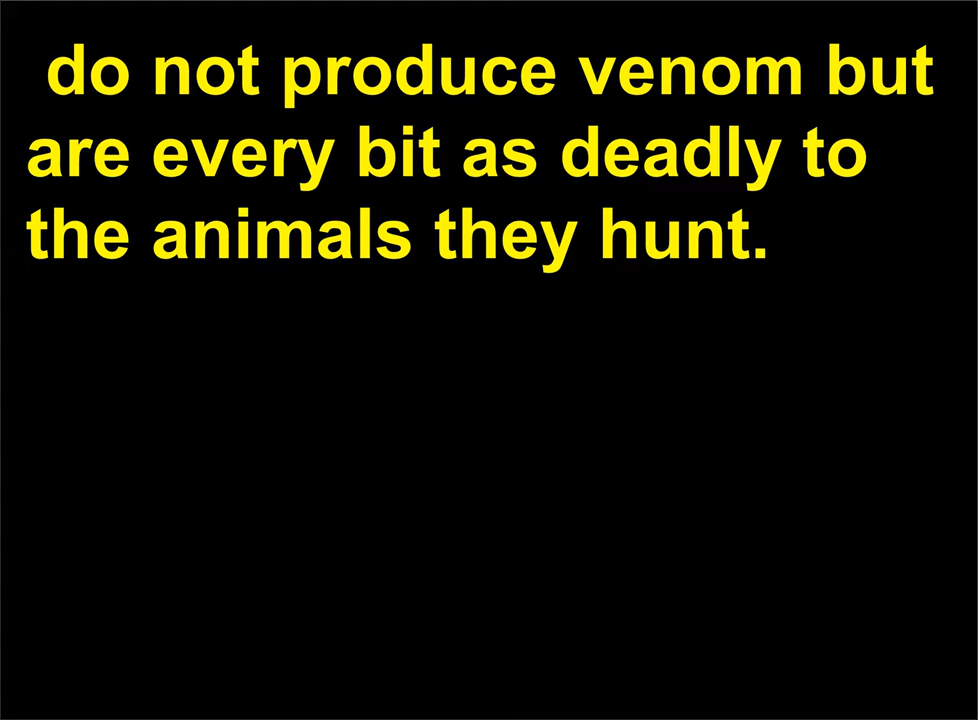 do not produce venom but
are every bit as deadly to
the animals they hunt.